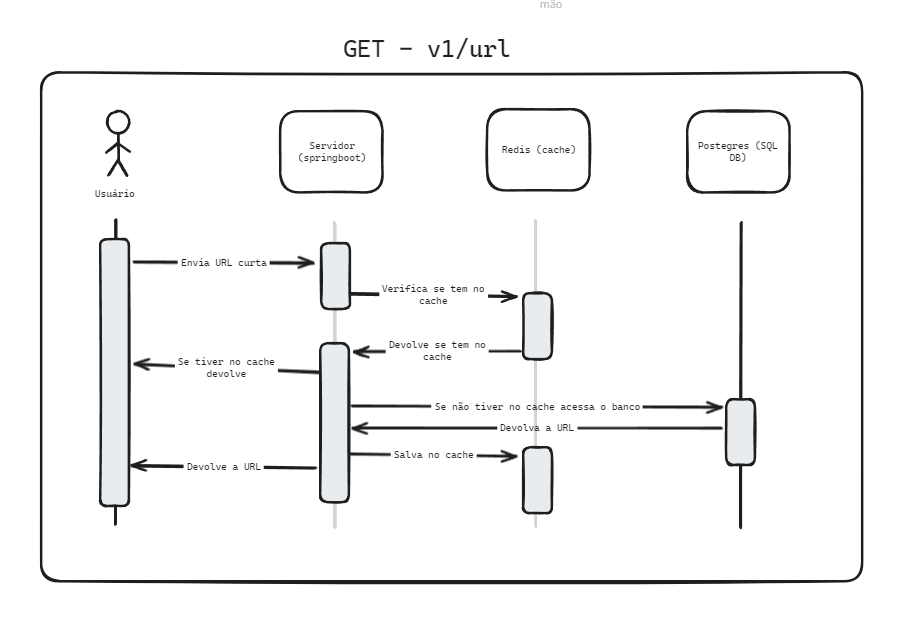 mão
GET – v1/url
Servidor
(springboot)
Redis (cache)
Postegres (SQL
DB)
Usuário
Envia URL curta
Verifica se tem no
cache
Devolve se tem no
cache
Se tiver no cache
devolve
Se não tiver no cache acessa o banco
Devolva a URL
Salva no cache
Devolve a URL